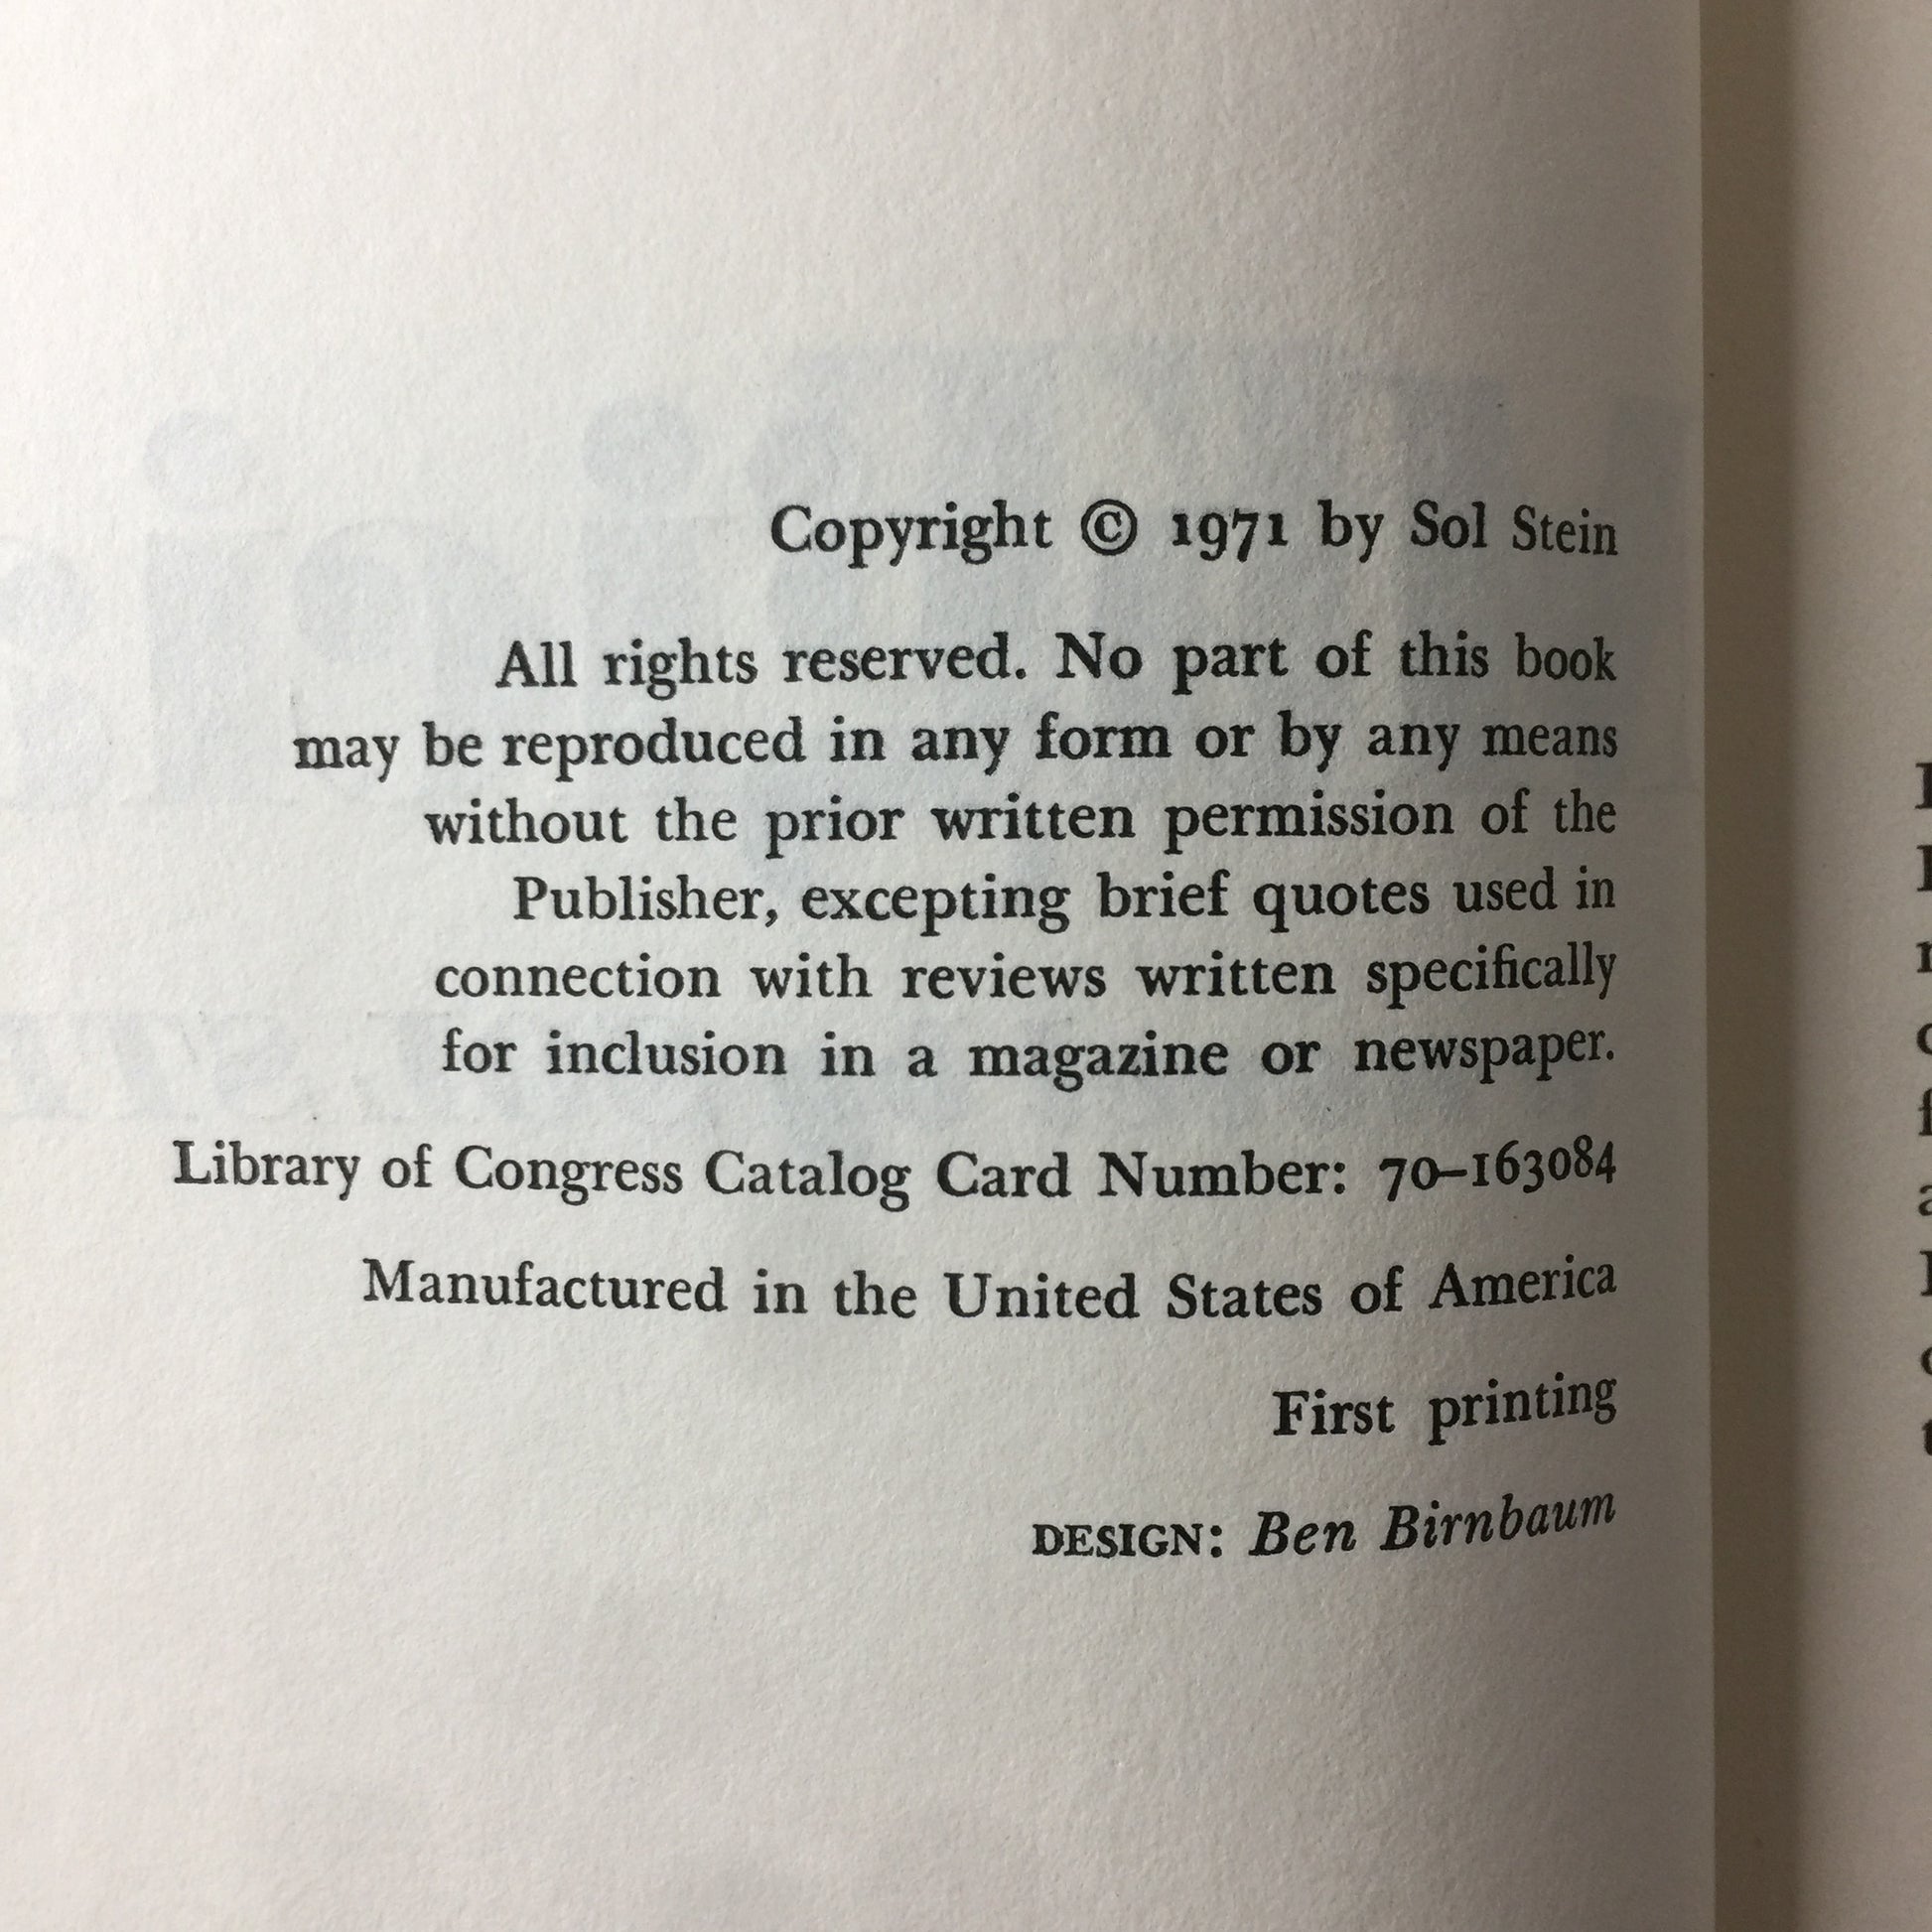 Copyright © 1971 by Sol Stein
All rights reserved. No part of this book
may be reproduced in any form or by any means
without the prior written permission of the
Publisher, excepting brief quotes used in
connection with reviews written specifically
for inclusion in a magazine or newspaper.
Library of Congress Catalog Card Number: 70–163084
Manufactured in the United States of America
First printing
DESIGN: Ben Birnbaum